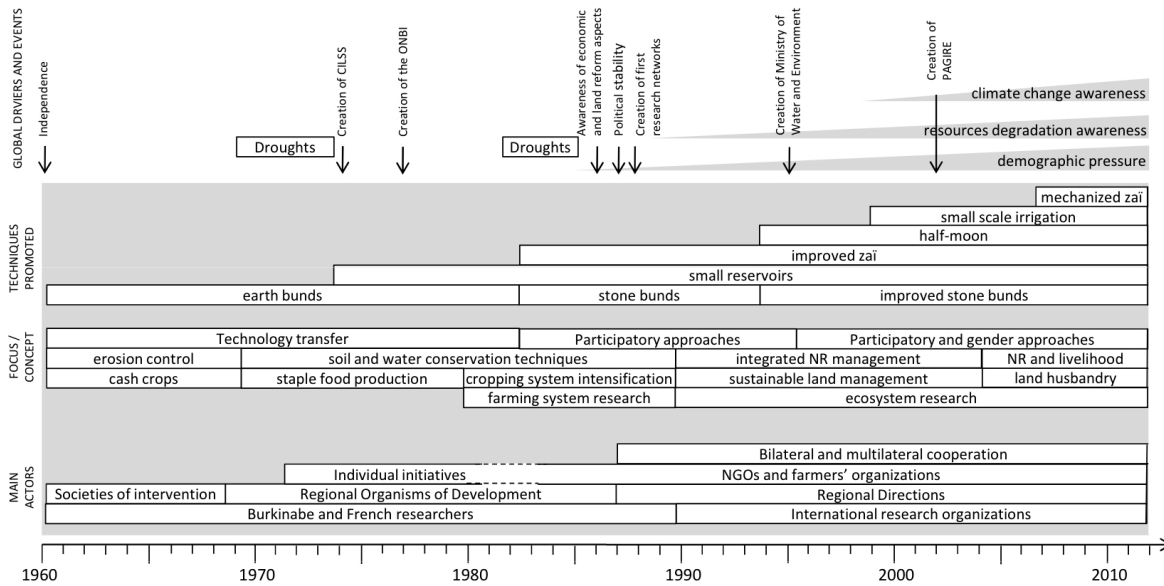 GLOBAL DRVIERS AND EVENTS
Independence
Droughts
Creation of CILSS
Creation of the ONBI
Droughts
Awareness of economic
and land reform aspects
Political stability
Creation of first
research networks
Creation of Ministry of
Water and Environment
Creation of
PAGIRE
climate change awareness
resources degradation awareness
demographic pressure
TECHNIQUES
PROMOTED
mechanized zaï
small scale irrigation
half-moon
improved zaï
small reservoirs
earth bunds
stone bunds
improved stone bunds
FOCUS /
CONCEPT
Technology transfer
Participatory approaches
Participatory and gender approaches
erosion control
soil and water conservation techniques
integrated NR management
NR and livelihood
cash crops
staple food production
cropping system intensification
sustainable land management
land husbandry
farming system research
ecosystem research
MAIN
ACTORS
Bilateral and multilateral cooperation
Individual initiatives
NGOs and farmers' organizations
Societies of intervention
Regional Organisms of Development
Regional Directions
Burkinabe and French researchers
International research organizations
1960
1970
1980
1990
2000
2010